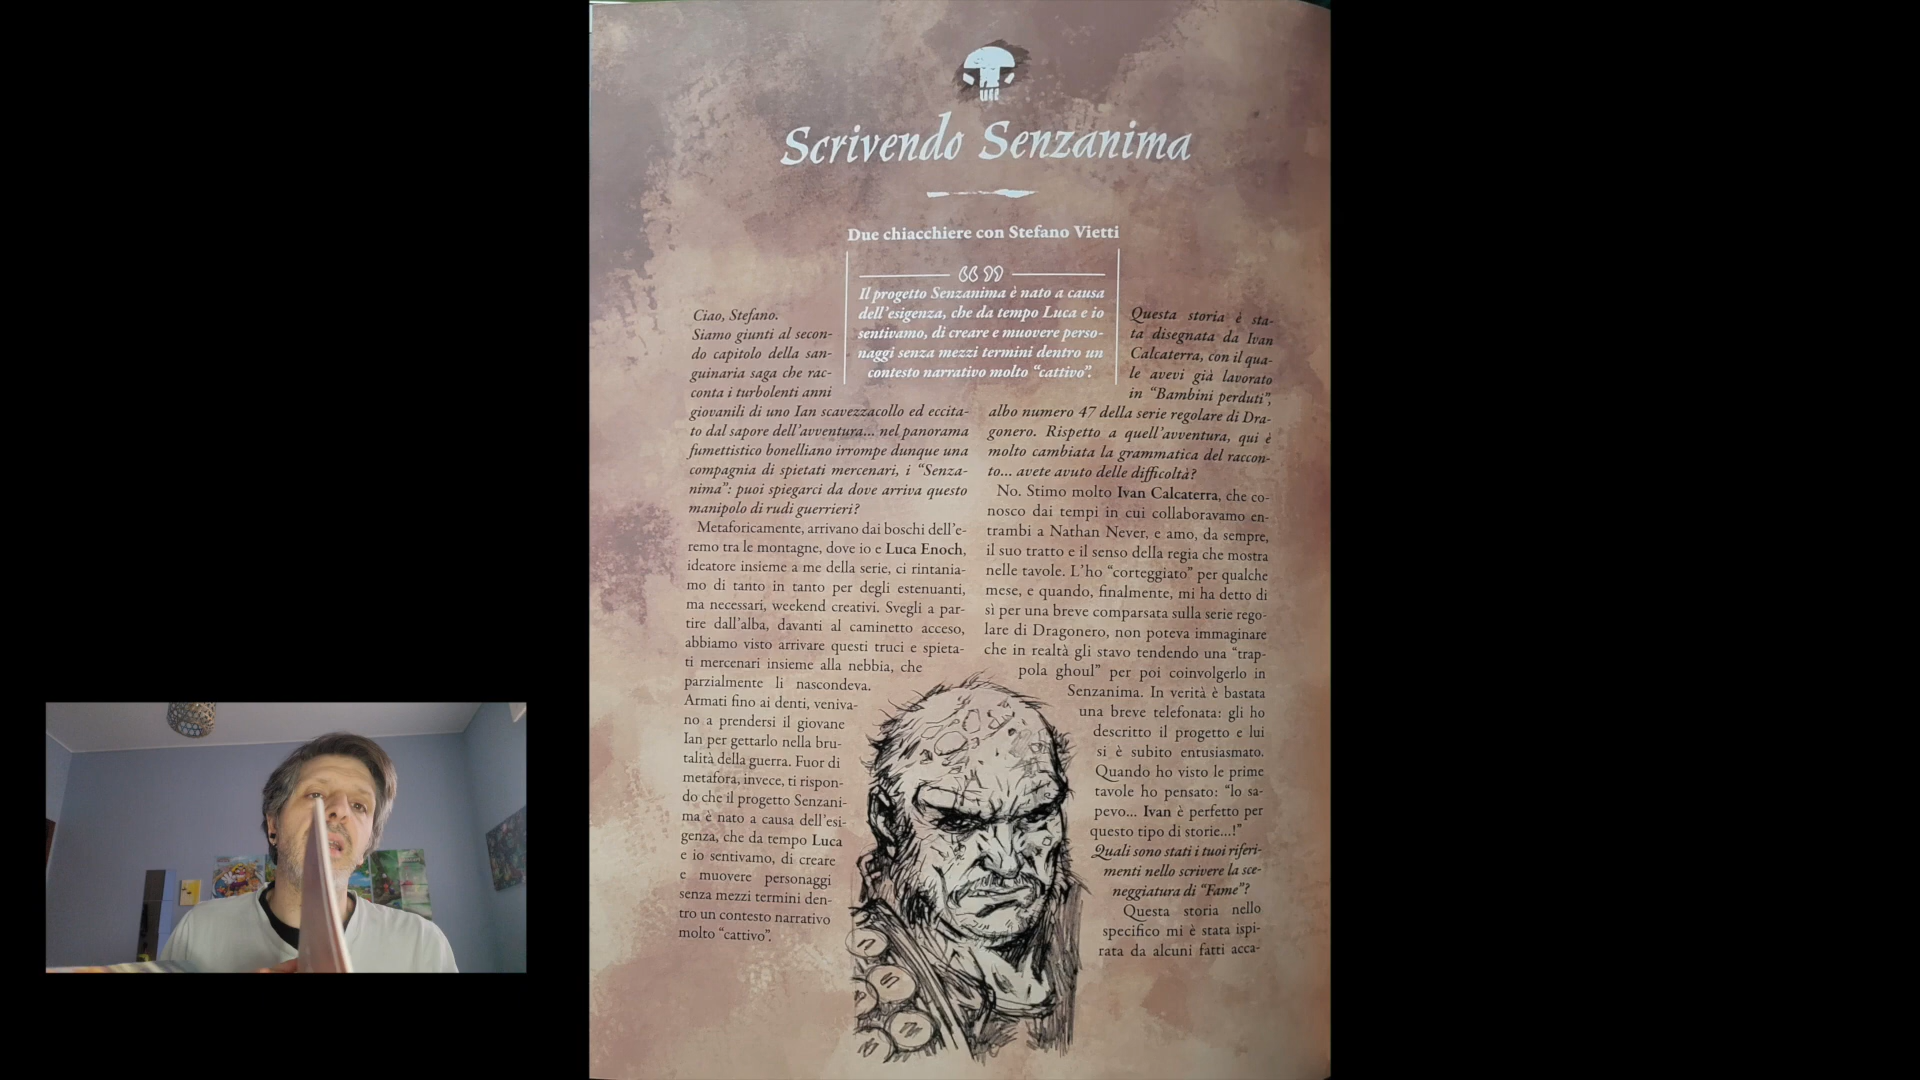 Scrivendo Senzanima
Due chiacchiere con Stefano Vietti
Il progetto Senzanima è nato a causa
dell'esigenza, che da tempo Luca e io
sentivamo, di creare e muovere perso-
naggi senza mezzi termini dentro un
contesto narrativo molto “cattivo”.
Ciao, Stefano.
Siamo giunti al secon-
do capitolo della san-
guinaria saga che rac-
conta i turbolenti anni
giovanili di uno Ian scavezzacollo ed eccita-
to dal sapore dell'avventura... nel panorama
fumettistico bonelliano irrompe dunque una
compagnia di spietati mercenari, i “Senza-
nima”: puoi spiegarci da dove arriva questo
manipolo di rudi guerrieri?
Metaforicamente, arrivano dai boschi dell'e-
remo tra le montagne, dove io e Luca Enoch,
ideatore insieme a me della serie, ci rintania-
mo di tanto in tanto per degli estenuanti,
ma necessari, weekend creativi. Svegli a par-
tire dall'alba, davanti al caminetto acceso,
abbiamo visto arrivare questi truci e spieta-
ti mercenari insieme alla nebbia, che
parzialmente li nascondeva.
Armati fino ai denti, veniva-
no a prendersi il giovane
Ian per gettarlo nella bru-
talità della guerra. Fuor di
metafora, invece, ti rispon-
do che il progetto Senzani-
ma è nato a causa dell'esi-
genza, che da tempo Luca
e io sentivamo, di creare
e muovere personaggi
senza mezzi termini den-
tro un contesto narrativo
molto “cattivo”.
Questa storia è sta-
ta disegnata da Ivan
Calcaterra, con il qua-
le avevi già lavorato
in “Bambini perduti”,
albo numero 47 della serie regolare di Dra-
gonero. Rispetto a quell'avventura, qui è
molto cambiata la grammatica del raccon-
to... avete avuto delle difficoltà?
No. Stimo molto Ivan Calcaterra, che co-
nosco dai tempi in cui collaboravamo en-
trambi a Nathan Never, e amo, da sempre,
il suo tratto e il senso della regia che mostra
nelle tavole. L'ho “corteggiato” per qualche
mese, e quando, finalmente, mi ha detto di
sì per una breve comparsata sulla serie rego-
lare di Dragonero, non poteva immaginare
che in realtà gli stavo tendendo una “trap-
pola ghoul” per poi coinvolgerlo in
Senzanima. In verità è bastata
una breve telefonata: gli ho
descritto il progetto e lui
si è subito entusiasmato.
Quando ho visto le prime
tavole ho pensato: “lo sa-
pevo... Ivan è perfetto per
questo tipo di storie...!”
Quali sono stati i tuoi riferi-
menti nello scrivere la sce-
neggiatura di “Fame”?
Questa storia nello
specifico mi è stata ispi-
rata da alcuni fatti acca-